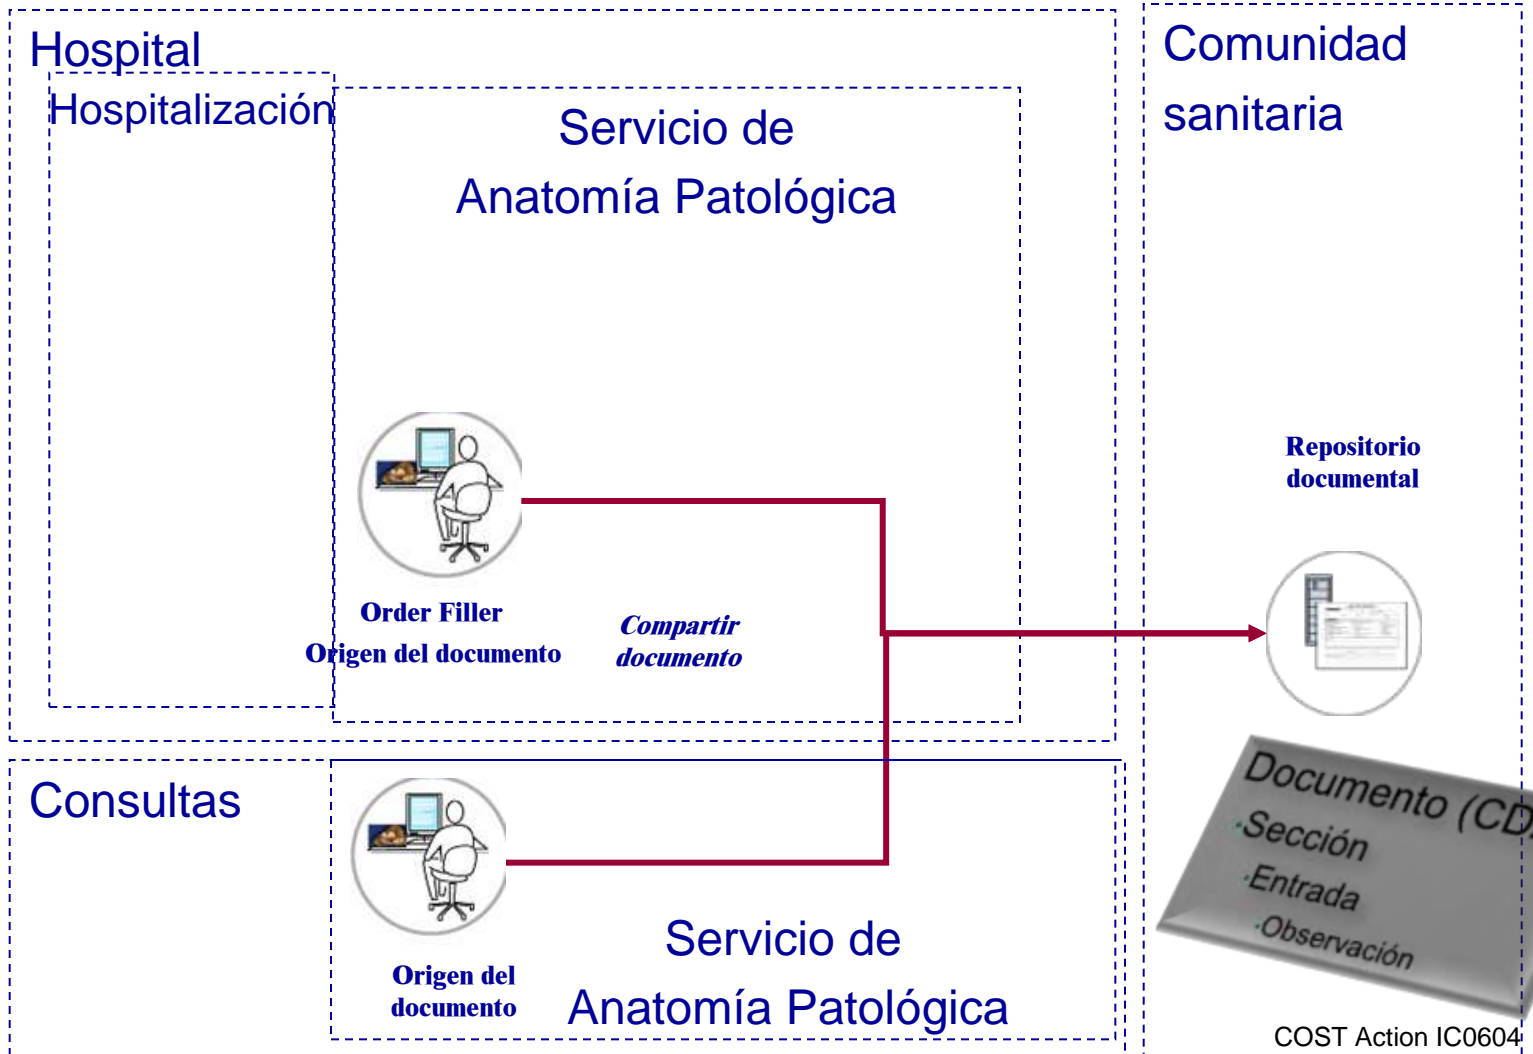 Hospital
Hospitalización
Servicio de
Anatomía Patológica
Comunidad
sanitaria
Repositorio
documental
Order Filler
Origen del documento
Compartir
documento
Consultas
Origen del
documento
Servicio de
Anatomía Patológica
Documento (CD
·Sección
·Entrada
·Observación
COST Action IC0604